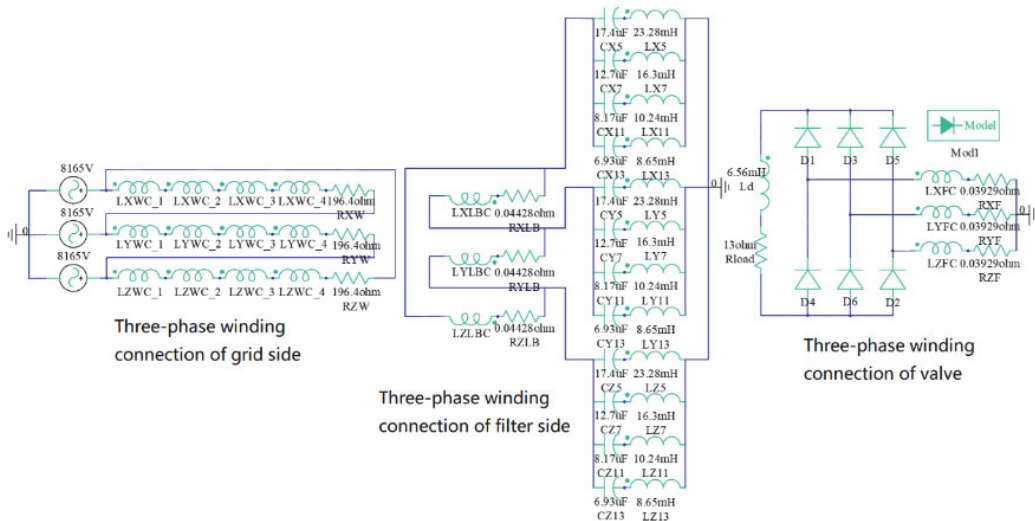 8165V
LXWC_1 LXWC_2 LXWC_3 LXWC_4 196.4ohm
RXW
8165V
0
LYWC_1 LYWC_2 LYWC_3 LYWC_4 196.4ohm
RYW
8165V
LZWC_1 LZWC_2 LZWC_3 LZWC_4 196.4ohm
RZW
Three-phase winding
connection of grid side
LXLBC 0.04428ohm
RXLB
LYLBC 0.04428ohm
RYLB
LZLBC 0.04428ohm
RZLB
Three-phase winding
connection of filter side
17.4uF 23.28mH
CX5 LX5
12.7uF 16.3mH
CX7 LX7
8.17uF 10.24mH
CX11 LX11
6.93uF 8.65mH
CX13 LX13
17.4uF 23.28mH
CY5 LY5
12.7uF 16.3mH
CY7 LY7
8.17uF 10.24mH
CY11 LY11
6.93uF 8.65mH
CY13 LY13
17.4uF 23.28mH
CZ5 LZ5
12.7uF 16.3mH
CZ7 LZ7
8.17uF 10.24mH
CZ11 LZ11
6.93uF 8.65mH
CZ13 LZ13
0
6.56mH
Ld
13ohm
Rload
D1 D3 D5
D4 D6 D2
Model
Mod1
LXFC 0.03929ohm
RXF
LYFC 0.03929ohm
RYF
0
LZFC 0.03929ohm
RZF
Three-phase winding
connection of valve